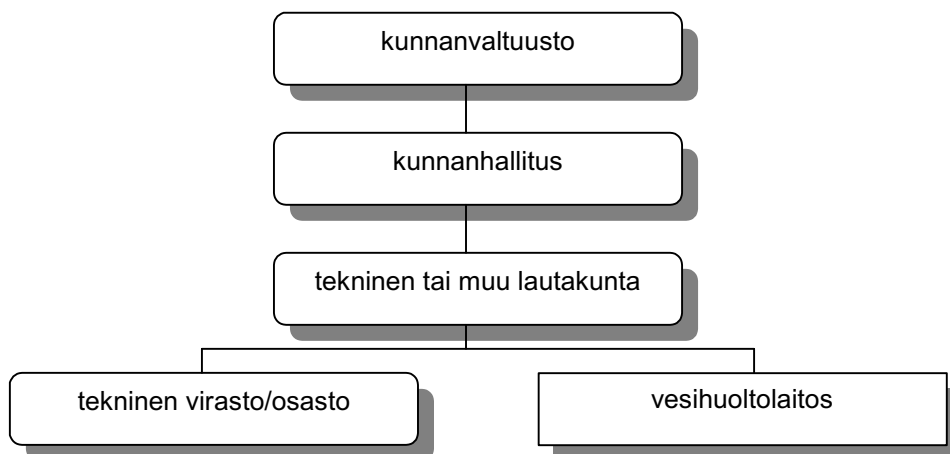 kunnanvaltuusto
kunnanhallitus
tekninen tai muu lautakunta
tekninen virasto/osasto
vesihuoltolaitos